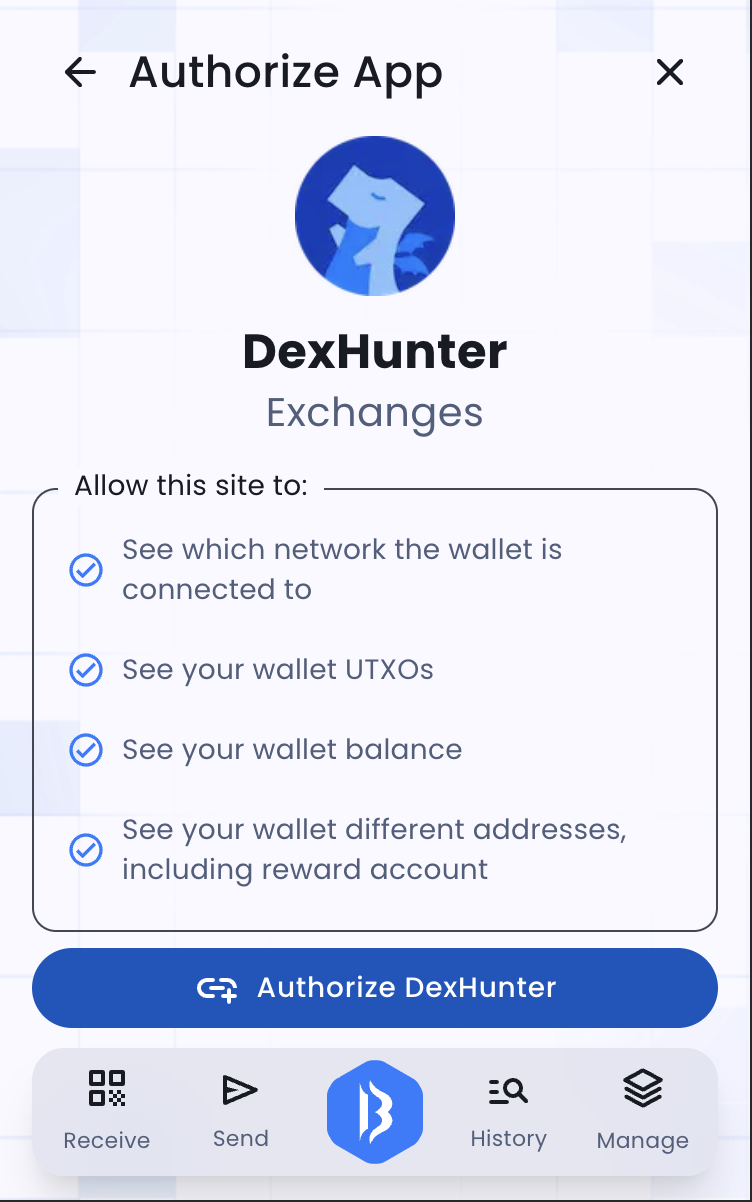 Authorize App
DexHunter
Exchanges
Allow this site to:
See which network the wallet is
connected to
See your wallet UTXOs
See your wallet balance
See your wallet different addresses,
including reward account
Authorize DexHunter
Receive
Send
History
Manage